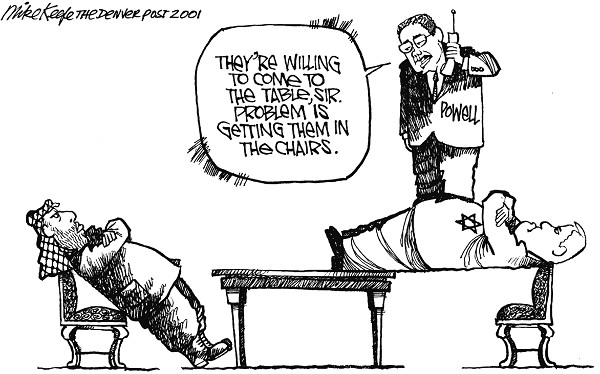 Mike Keefe THE DENVER POST 2001
THEY'RE WILLING
TO COME TO
THE TABLE, SIR.
PROBLEM IS
GETTING THEM IN
THE CHAIRS.
POWELL